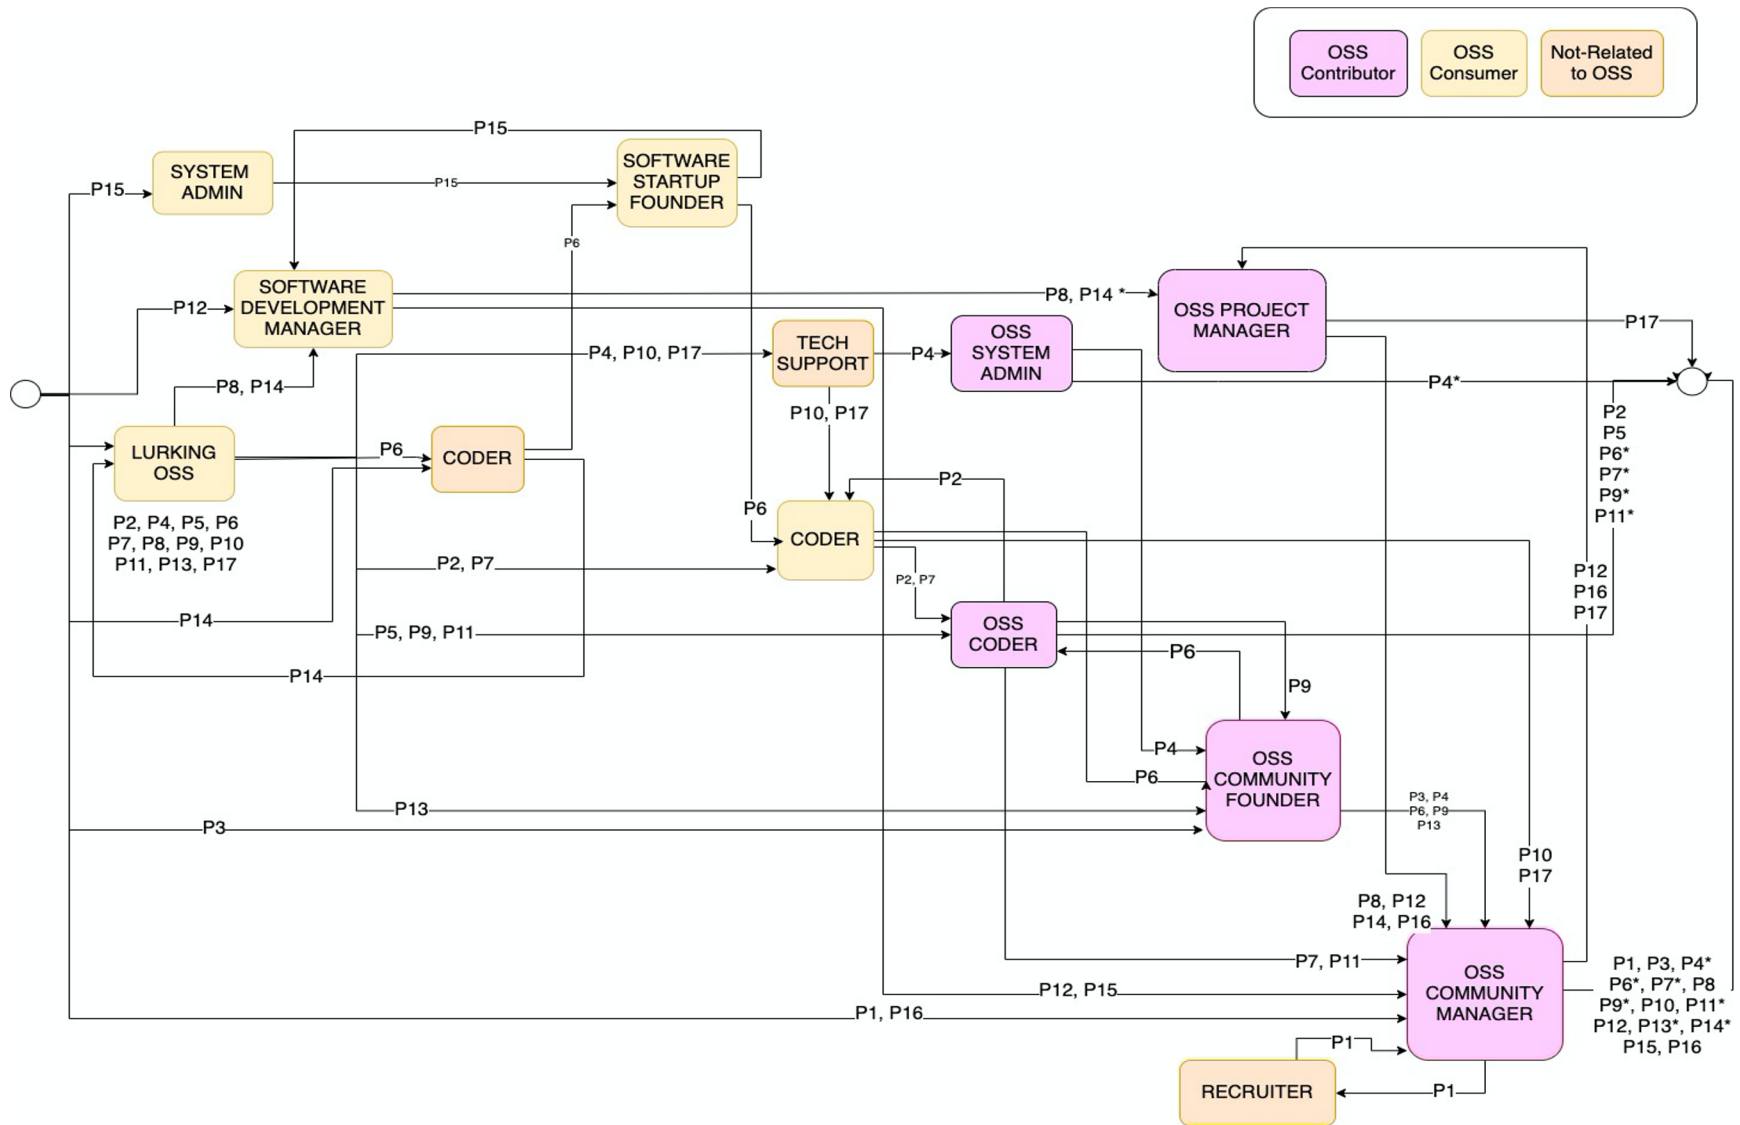 OSS
Contributor
OSS
Consumer
Not-Related
to OSS
P15
SYSTEM
ADMIN
P15
P15
SOFTWARE
STARTUP
FOUNDER
P6
P12
SOFTWARE
DEVELOPMENT
MANAGER
P8, P14 *
OSS PROJECT
MANAGER
P17
P8, P14
P4, P10, P17
TECH
SUPPORT
P4
OSS
SYSTEM
ADMIN
P4*
P10, P17
P2
P5
P6*
P7*
P9*
P11*
LURKING
OSS
P6
CODER
P2, P4, P5, P6
P7, P8, P9, P10
P11, P13, P17
P2
P6
CODER
P2, P7
P2, P7
P12
P16
P17
P14
P5, P9, P11
OSS
CODER
P6
P14
P9
P4
P6
OSS
COMMUNITY
FOUNDER
P3, P4
P6, P9
P13
P13
P3
P10
P17
P8, P12
P14, P16
P7, P11
P12, P15
P1, P16
OSS
COMMUNITY
MANAGER
P1, P3, P4*
P6*, P7*, P8
P9*, P10, P11*
P12, P13*, P14*
P15, P16
P1
RECRUITER
P1